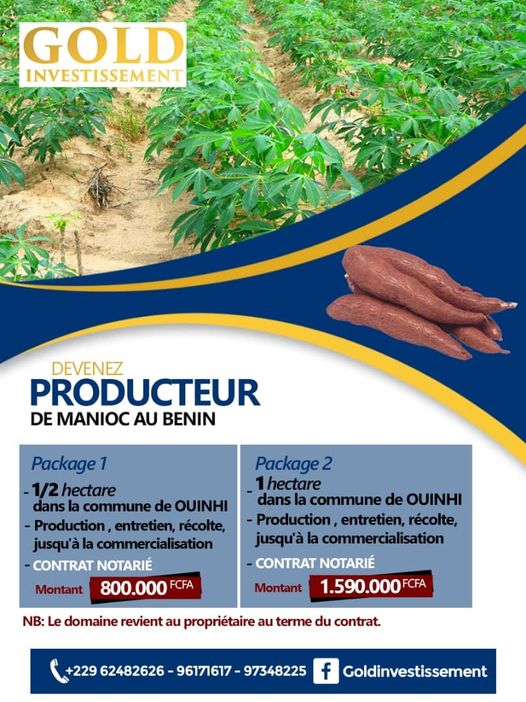 GOLD
INVESTISSEMENT
DEVENEZ
PRODUCTEUR
DE MANIOC AU BENIN
Package 1
- 1/2 hectare
dans la commune de OUINHI
- Production , entretien, récolte,
jusqu'à la commercialisation
- CONTRAT NOTARIÉ
Montant 800.000 FCFA
Package 2
- 1 hectare
dans la commune de OUINHI
- Production , entretien, récolte,
jusqu'à la commercialisation
- CONTRAT NOTARIÉ
Montant 1.590.000 FCFA
NB: Le domaine revient au propriétaire au terme du contrat.
+229 62482626 - 96171617 - 97348225 f Goldinvestissement